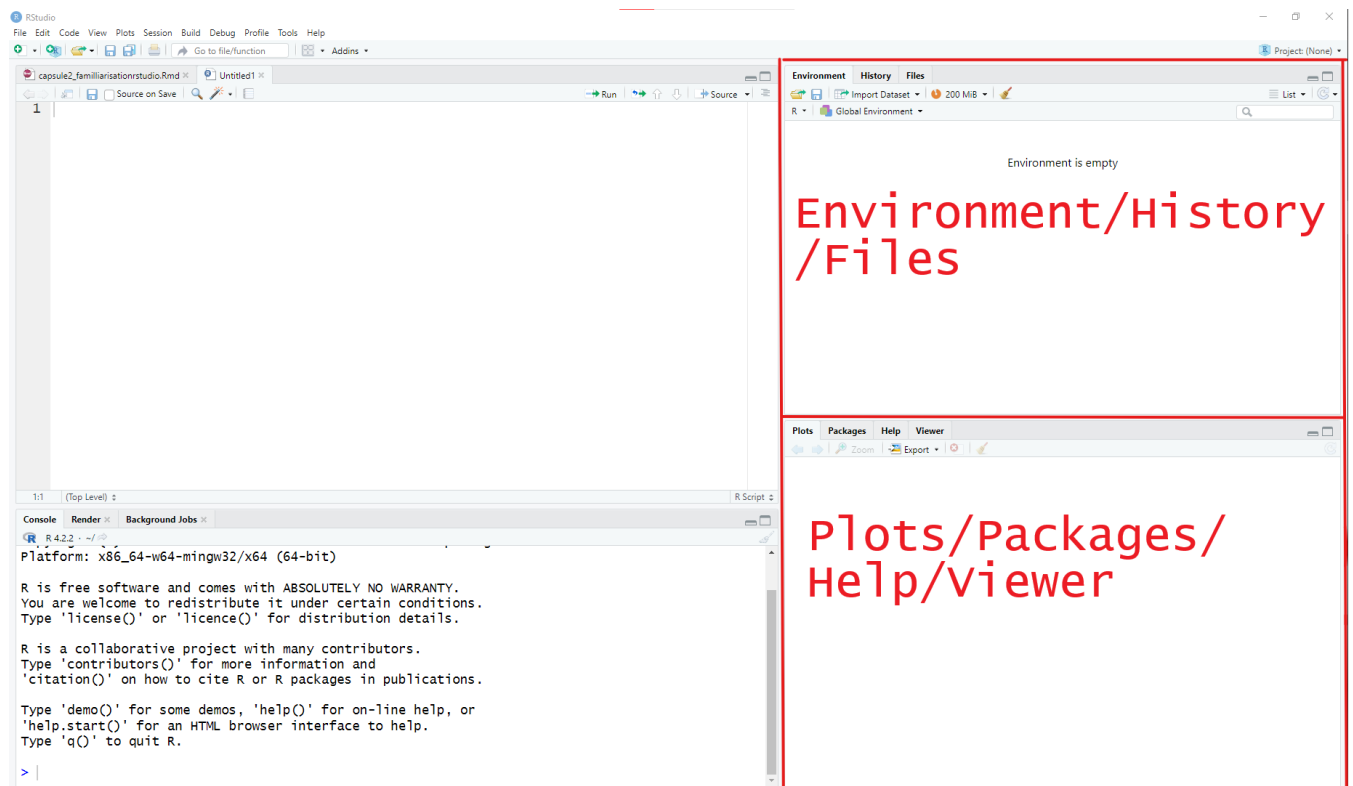 RStudio
File Edit Code View Plots Session Build Debug Profile Tools Help
Go to file/function Addins Project: (None)
capsule2_familliarisationrstudio.Rmd Untitled1
Source on Save Run Source
1
1:1 (Top Level) R Script
Console Render Background Jobs
R 4.2.2 · ~/
Platform: x86_64-w64-mingw32/x64 (64-bit)
R is free software and comes with ABSOLUTELY NO WARRANTY.
You are welcome to redistribute it under certain conditions.
Type 'license()' or 'licence()' for distribution details.
R is a collaborative project with many contributors.
Type 'contributors()' for more information and
'citation()' on how to cite R or R packages in publications.
Type 'demo()' for some demos, 'help()' for on-line help, or
'help.start()' for an HTML browser interface to help.
Type 'q()' to quit R.
>
Environment History Files
Import Dataset 200 MiB List
R Global Environment
Environment is empty
Environment/History
/Files
Plots Packages Help Viewer
Zoom Export
Plots/Packages/
Help/Viewer